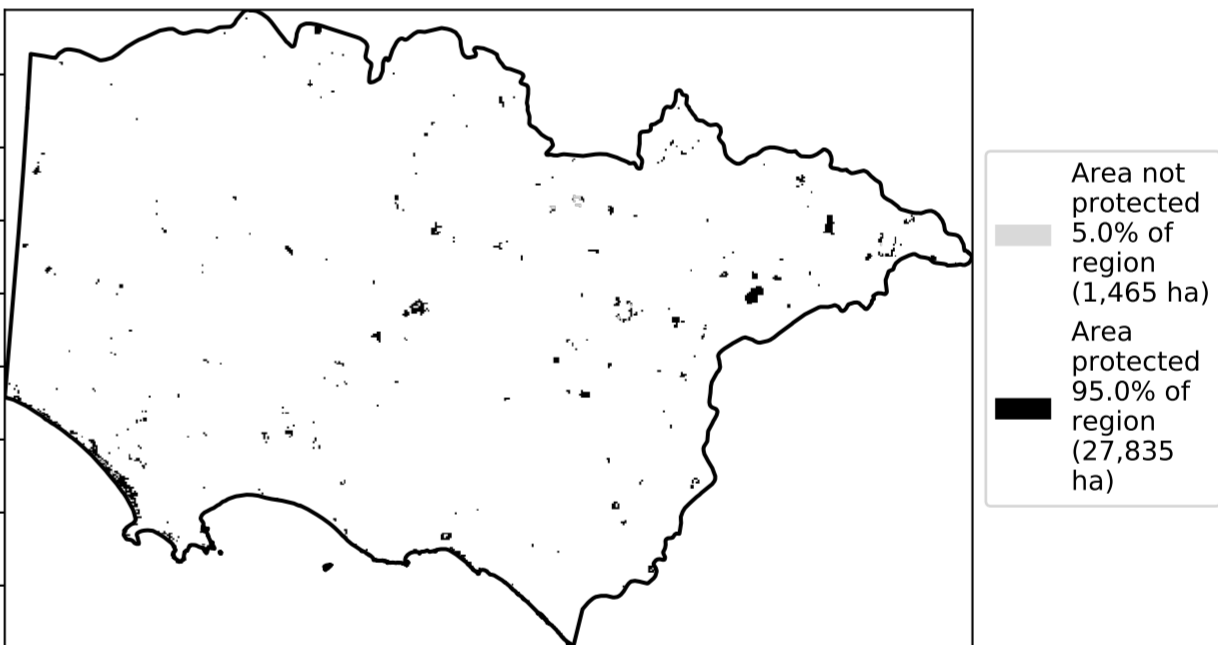 Area not
protected
5.0% of
region
(1,465 ha)
Area
protected
95.0% of
region
(27,835
ha)